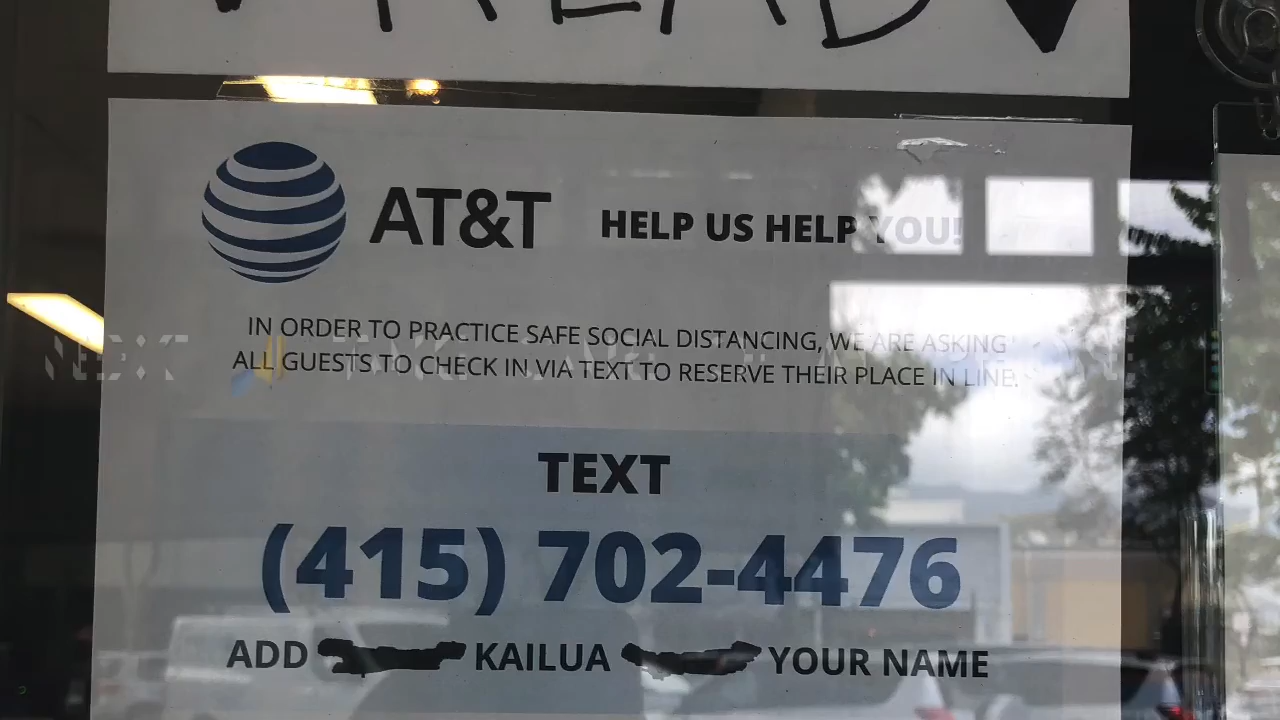 READ
AT&T HELP US HELP YOU!
IN ORDER TO PRACTICE SAFE SOCIAL DISTANCING, WE ARE ASKING
ALL GUESTS TO CHECK IN VIA TEXT TO RESERVE THEIR PLACE IN LINE.
TEXT
(415) 702-4476
ADD KAILUA YOUR NAME